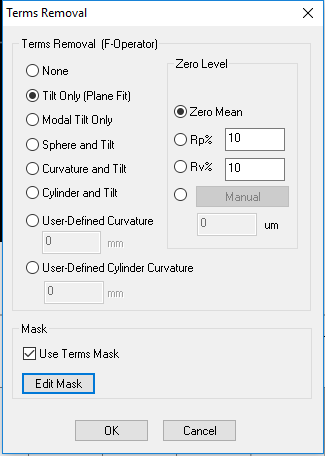 Terms Removal
Terms Removal (F-Operator)
None
Tilt Only (Plane Fit)
Modal Tilt Only
Sphere and Tilt
Curvature and Tilt
Cylinder and Tilt
User-Defined Curvature
0 mm
User-Defined Cylinder Curvature
0 mm
Zero Level
Zero Mean
Rp% 10
Rv% 10
Manual
0 um
Mask
Use Terms Mask
Edit Mask
OK Cancel